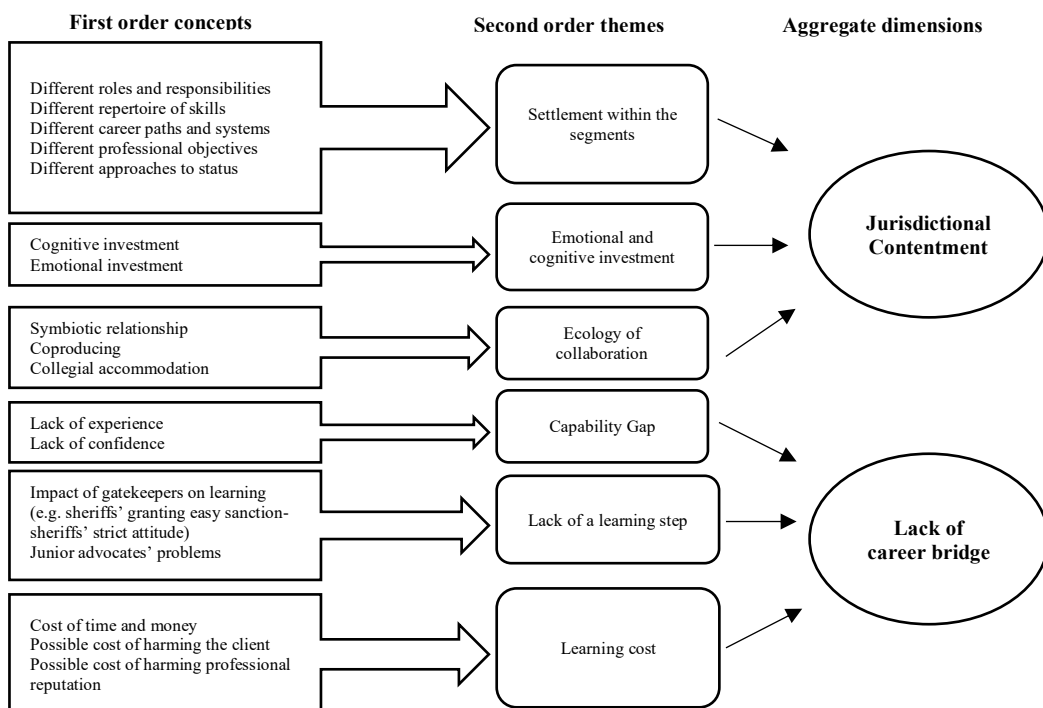 First order concepts
Second order themes
Aggregate dimensions
Different roles and responsibilities
Different repertoire of skills
Different career paths and systems
Different professional objectives
Different approaches to status
Settlement within the
segments
Jurisdictional
Contentment
Cognitive investment
Emotional investment
Emotional and
cognitive investment
Symbiotic relationship
Coproducing
Collegial accommodation
Ecology of
collaboration
Lack of experience
Lack of confidence
Capability Gap
Impact of gatekeepers on learning
(e.g. sheriffs’ granting easy sanction-
sheriffs’ strict attitude)
Junior advocates’ problems
Lack of a learning step
Lack of
career bridge
Cost of time and money
Possible cost of harming the client
Possible cost of harming professional
reputation
Learning cost